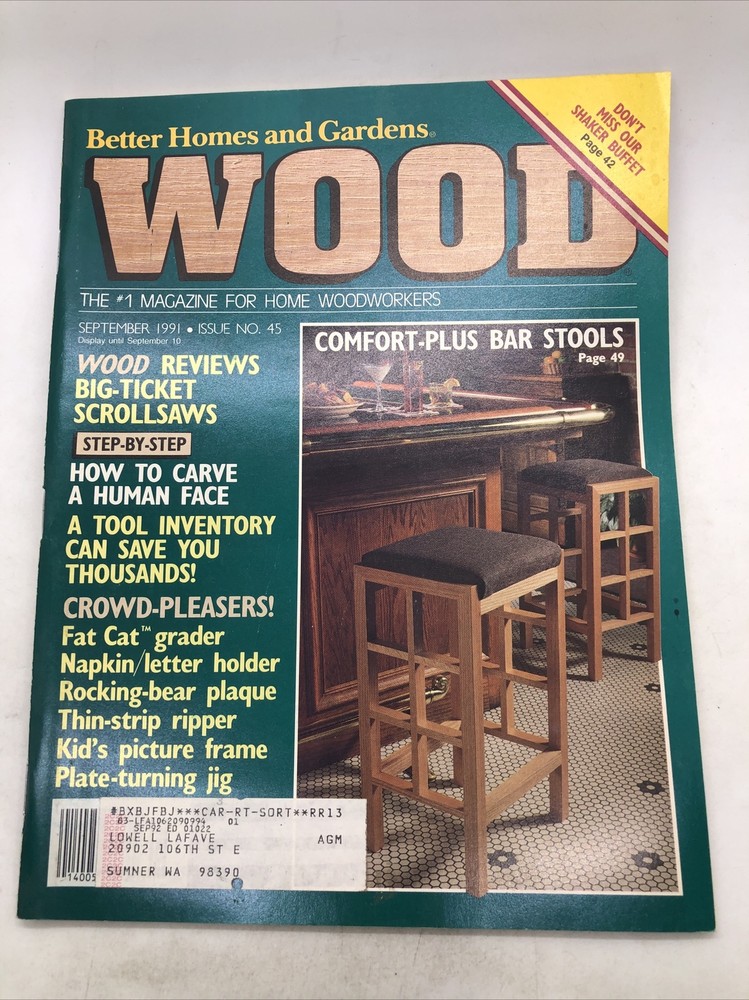 DON'T
MISS OUR
SHAKER BUFFET
Page 42
Better Homes and Gardens®
WOOD®
THE #1 MAGAZINE FOR HOME WOODWORKERS
SEPTEMBER 1991 • ISSUE NO. 45
Display until September 10
WOOD REVIEWS
BIG-TICKET
SCROLLSAWS
STEP-BY-STEP
HOW TO CARVE
A HUMAN FACE
A TOOL INVENTORY
CAN SAVE YOU
THOUSANDS!
CROWD-PLEASERS!
Fat Cat™ grader
Napkin/letter holder
Rocking-bear plaque
Thin-strip ripper
Kid's picture frame
Plate-turning jig
COMFORT-PLUS BAR STOOLS
Page 49
#BXBJFBJ***CAR-RT-SORT**RR13
03-LFA1062090994 01
SEP92 ED 01022
LOWELL LAFAVE AGM
20902 106TH ST E
SUMNER WA 98390
14005